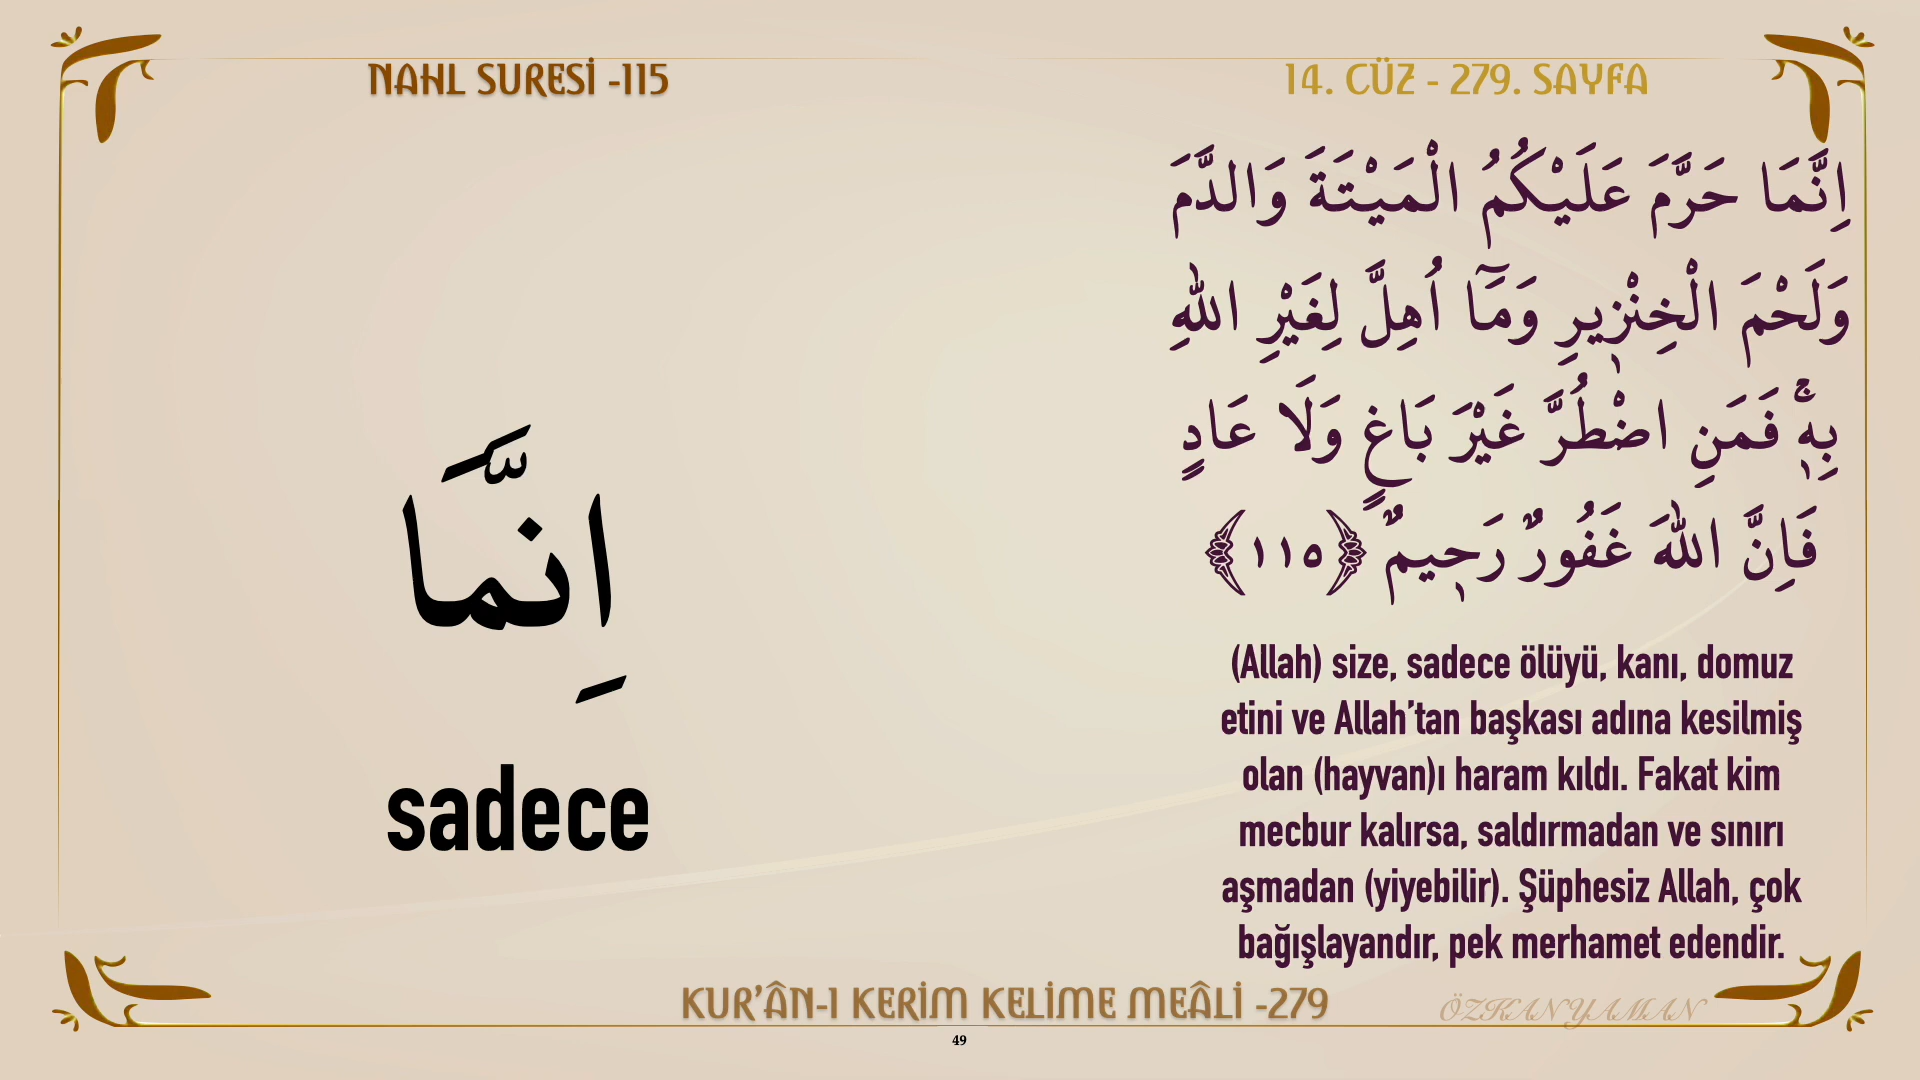 NAHL SURESİ -115
14. CÜZ - 279. SAYFA
اِنَّمَا حَرَّمَ عَلَيْكُمُ الْمَيْتَةَ وَالدَّمَ
وَلَحْمَ الْخِنْزٖيرِ وَمَٓا اُهِلَّ لِغَيْرِ اللّٰهِ
بِهٖۚ فَمَنِ اضْطُرَّ غَيْرَ بَاغٍ وَلَا عَادٍ
فَاِنَّ اللّٰهَ غَفُورٌ رَحٖيمٌ ﴿١١٥﴾
اِنَّمَا
sadece
(Allah) size, sadece ölüyü, kanı, domuz
etini ve Allah’tan başkası adına kesilmiş
olan (hayvan)ı haram kıldı. Fakat kim
mecbur kalırsa, saldırmadan ve sınırı
aşmadan (yiyebilir). Şüphesiz Allah, çok
bağışlayandır, pek merhamet edendir.
KUR’ÂN-I KERİM KELİME MEÂLİ -279
ÖZKAN YAMAN
49